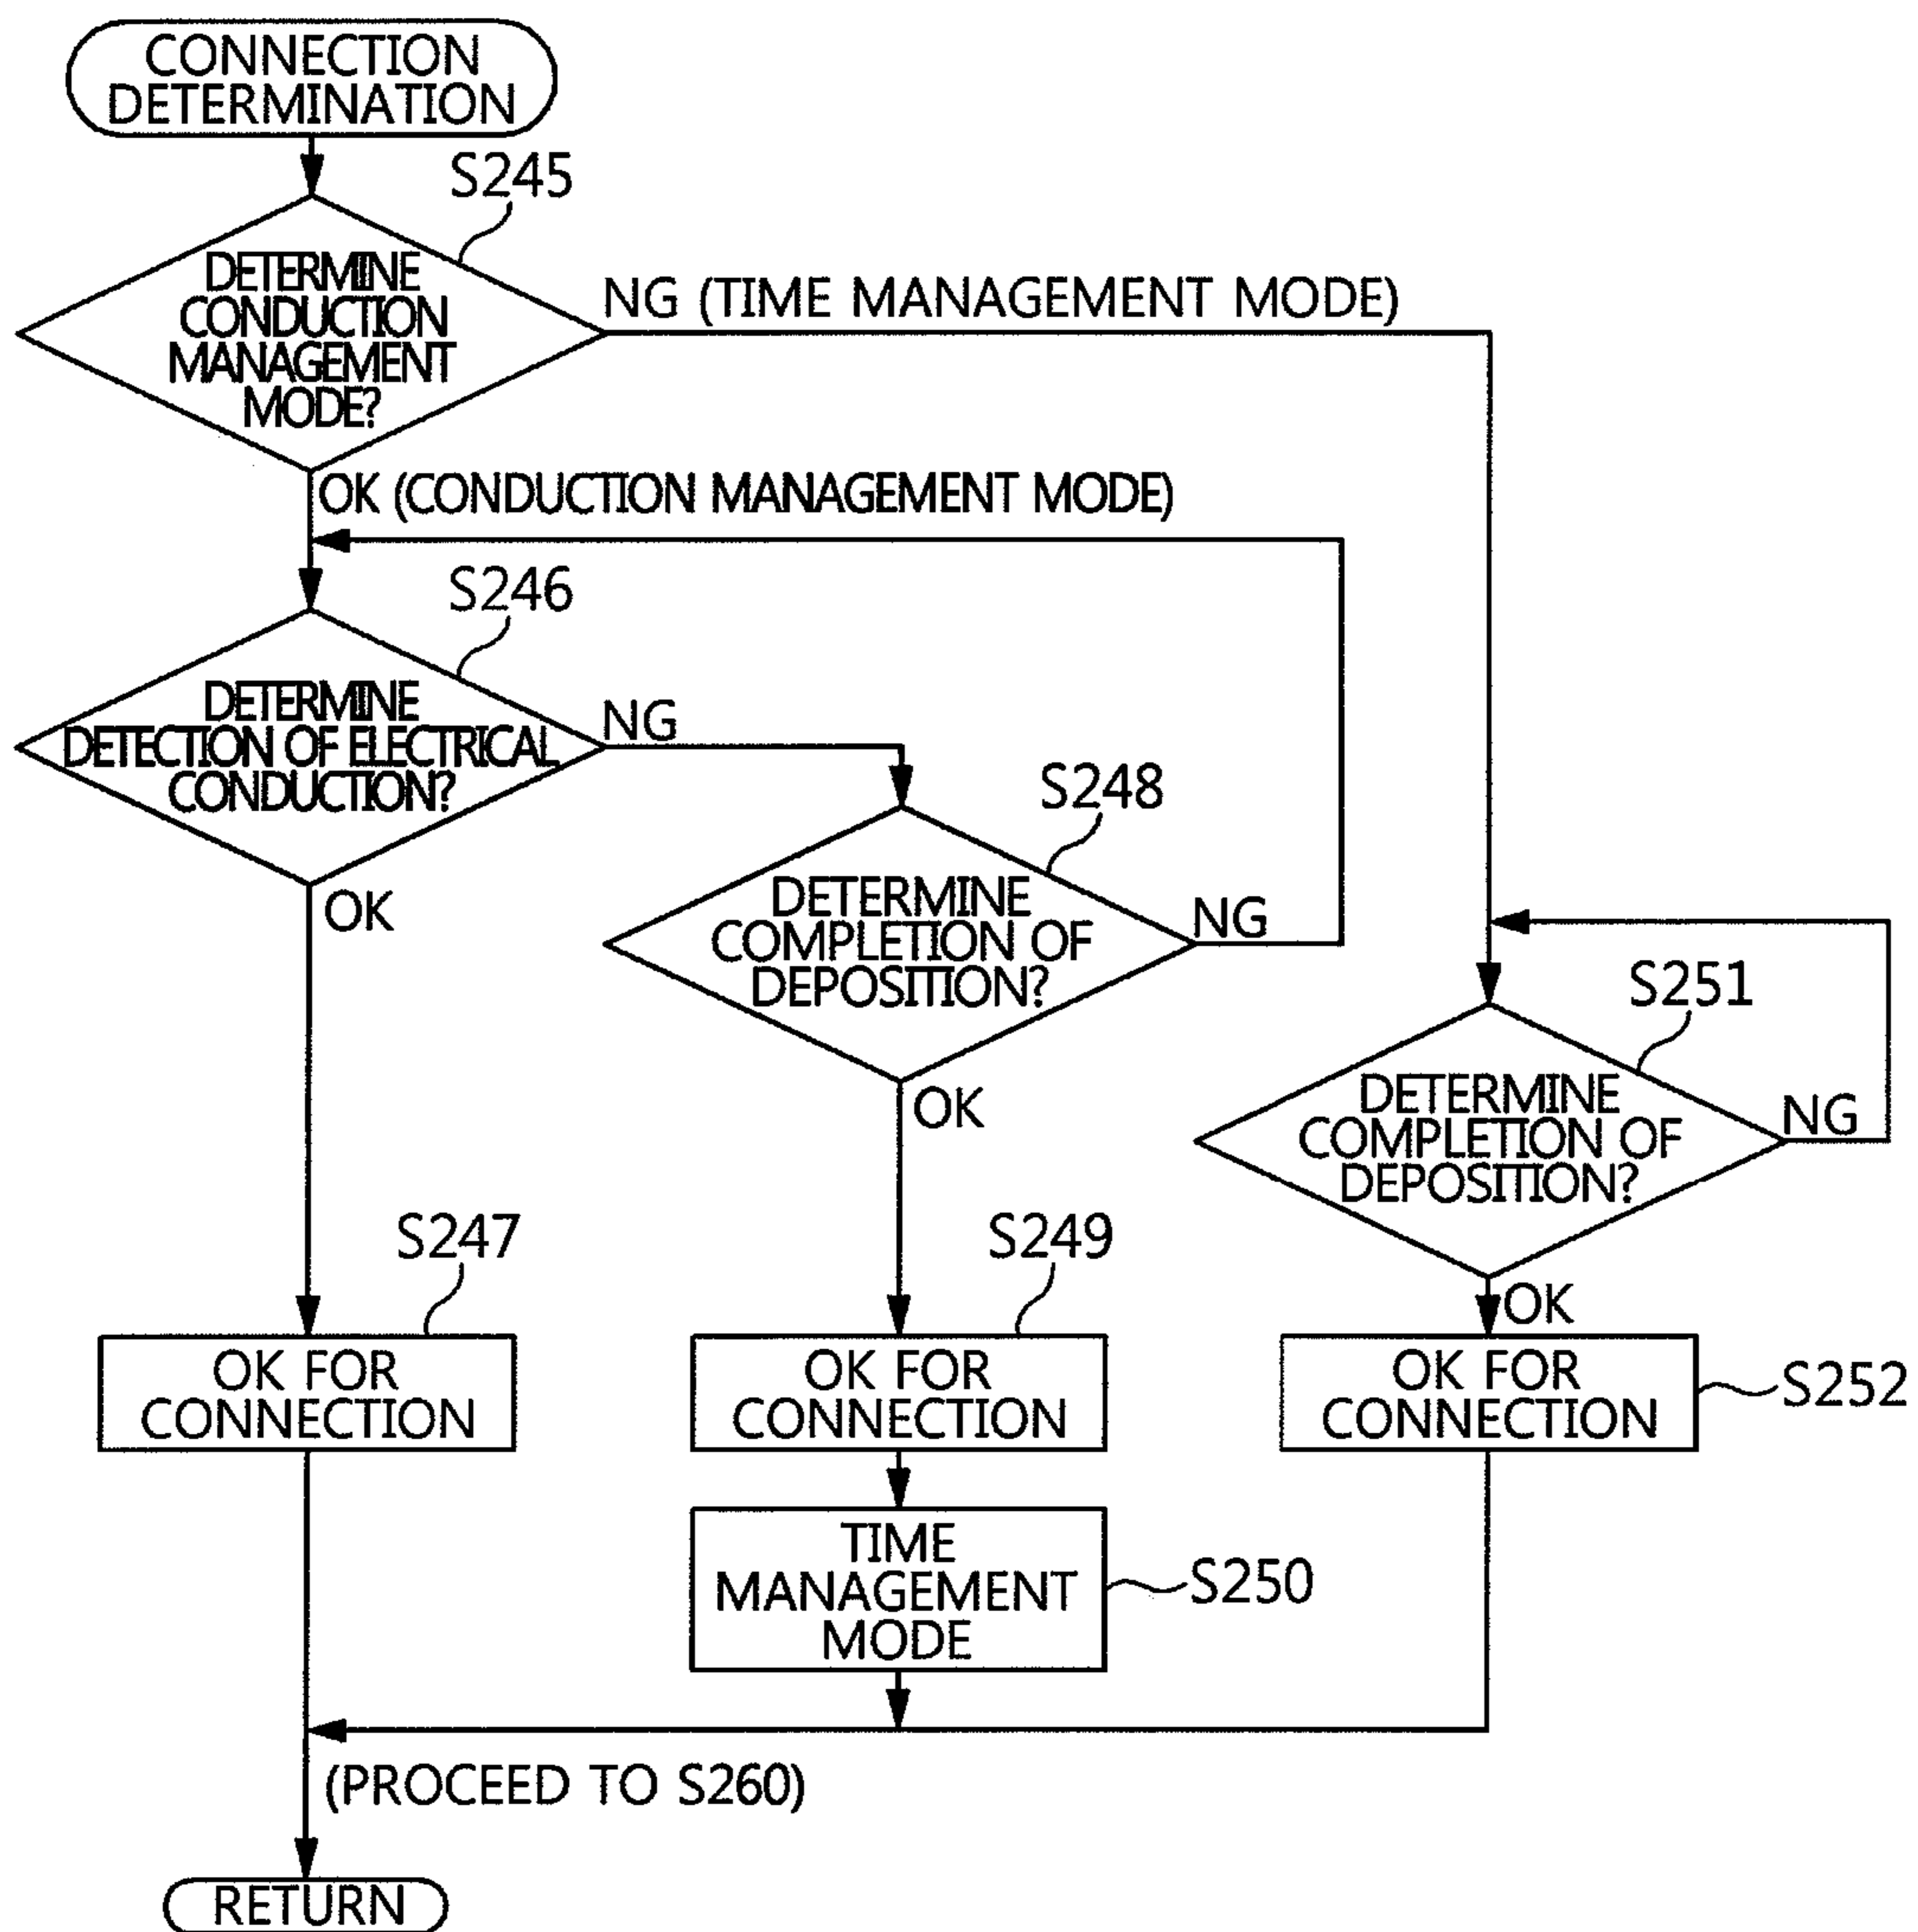 CONNECTION
DETERMINATION
S245
DETERMINE
CONDUCTION
MANAGEMENT
MODE?
NG (TIME MANAGEMENT MODE)
OK (CONDUCTION MANAGEMENT MODE)
S246
DETERMINE
DETECTION OF ELECTRICAL
CONDUCTION?
NG
OK
S248
DETERMINE
COMPLETION OF
DEPOSITION?
NG
OK
S251
DETERMINE
COMPLETION OF
DEPOSITION?
NG
OK
S247
OK FOR
CONNECTION
S249
OK FOR
CONNECTION
OK FOR
CONNECTION
S252
TIME
MANAGEMENT
MODE
S250
(PROCEED TO S260)
RETURN